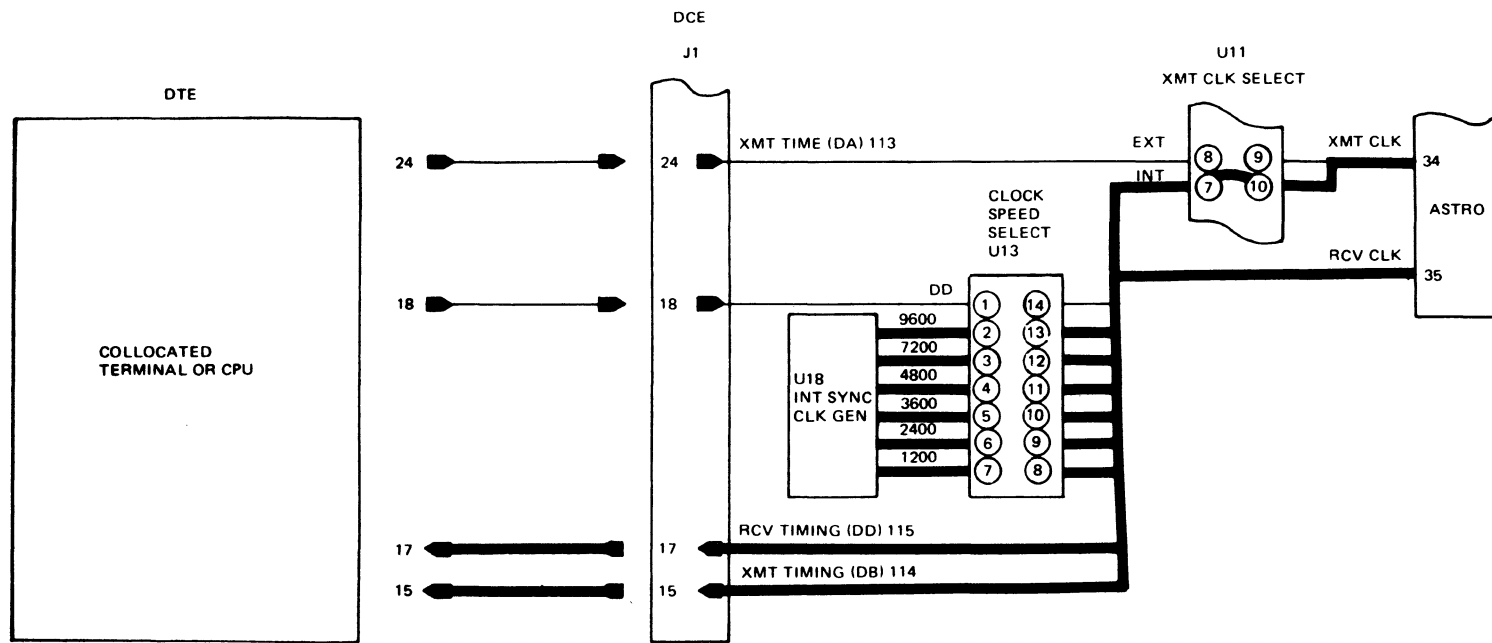 DCE
J1
U11
XMT CLK SELECT
DTE
24
24
XMT TIME (DA) 113
EXT
8
9
XMT CLK
34
INT
7
10
ASTRO
CLOCK
SPEED
SELECT
U13
RCV CLK
35
18
18
DD
1
14
9600
2
13
7200
3
12
4800
4
11
3600
5
10
2400
6
9
1200
7
8
COLLOCATED
TERMINAL OR CPU
U18
INT SYNC
CLK GEN
17
17
RCV TIMING (DD) 115
15
15
XMT TIMING (DB) 114